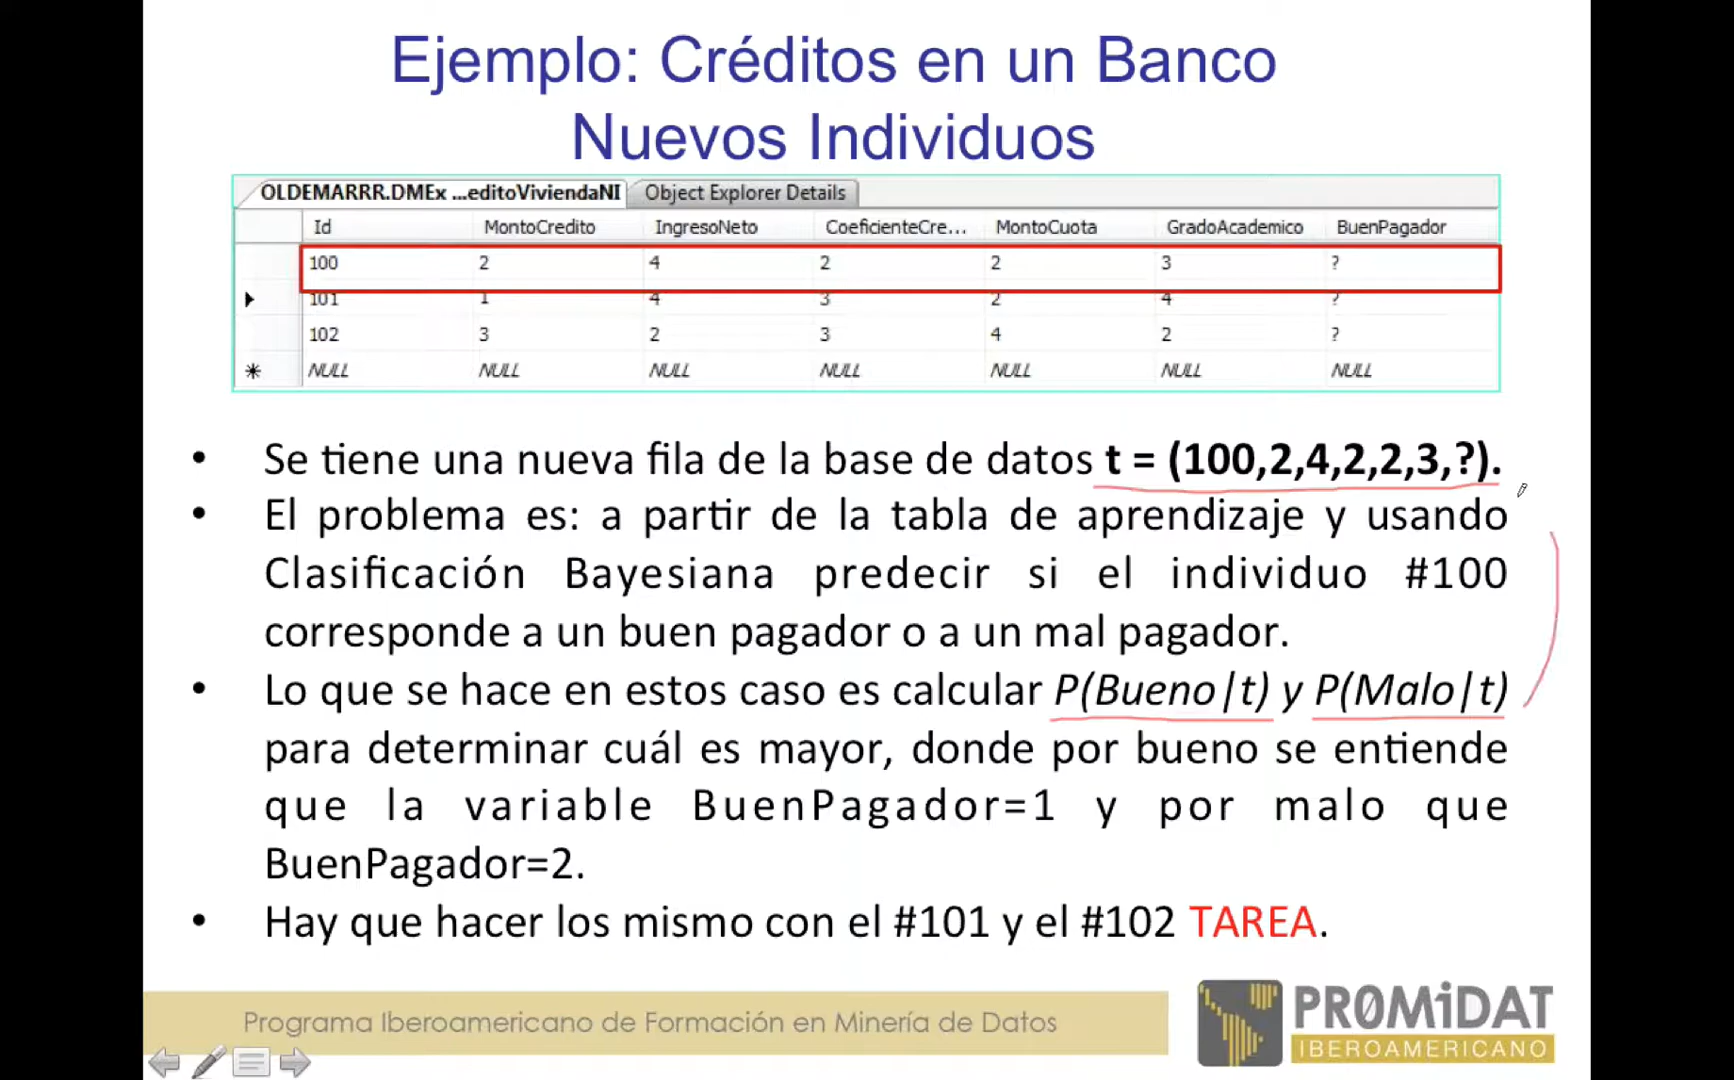 Ejemplo: Créditos en un Banco
Nuevos Individuos
OLDEMARRR.DMEx ...editoViviendaNI Object Explorer Details
Id MontoCredito IngresoNeto CoeficienteCre... MontoCuota GradoAcademico BuenPagador
100 2 4 2 2 3 ?
101 1 4 3 2 4 ?
102 3 2 3 4 2 ?
NULL NULL NULL NULL NULL NULL NULL
• Se tiene una nueva fila de la base de datos t = (100,2,4,2,2,3,?).
• El problema es: a partir de la tabla de aprendizaje y usando
Clasificación Bayesiana predecir si el individuo #100
corresponde a un buen pagador o a un mal pagador.
• Lo que se hace en estos caso es calcular P(Bueno|t) y P(Malo|t)
para determinar cuál es mayor, donde por bueno se entiende
que la variable BuenPagador=1 y por malo que
BuenPagador=2.
• Hay que hacer los mismo con el #101 y el #102 TAREA.
Programa Iberoamericano de Formación en Minería de Datos
PROMiDAT
IBEROAMERICANO